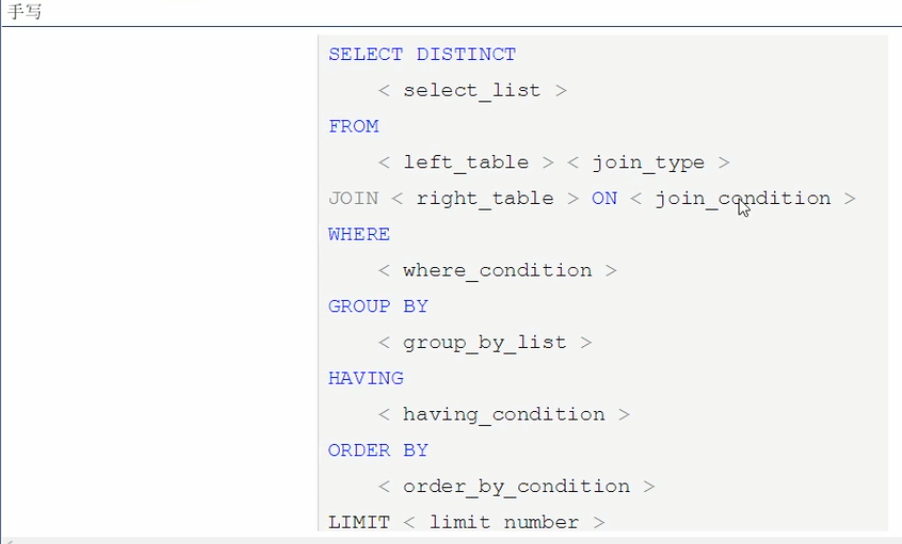 手写
SELECT DISTINCT
< select_list >
FROM
< left_table > < join_type >
JOIN < right_table > ON < join_condition >
WHERE
< where_condition >
GROUP BY
< group_by_list >
HAVING
< having_condition >
ORDER BY
< order_by_condition >
LIMIT < limit number >